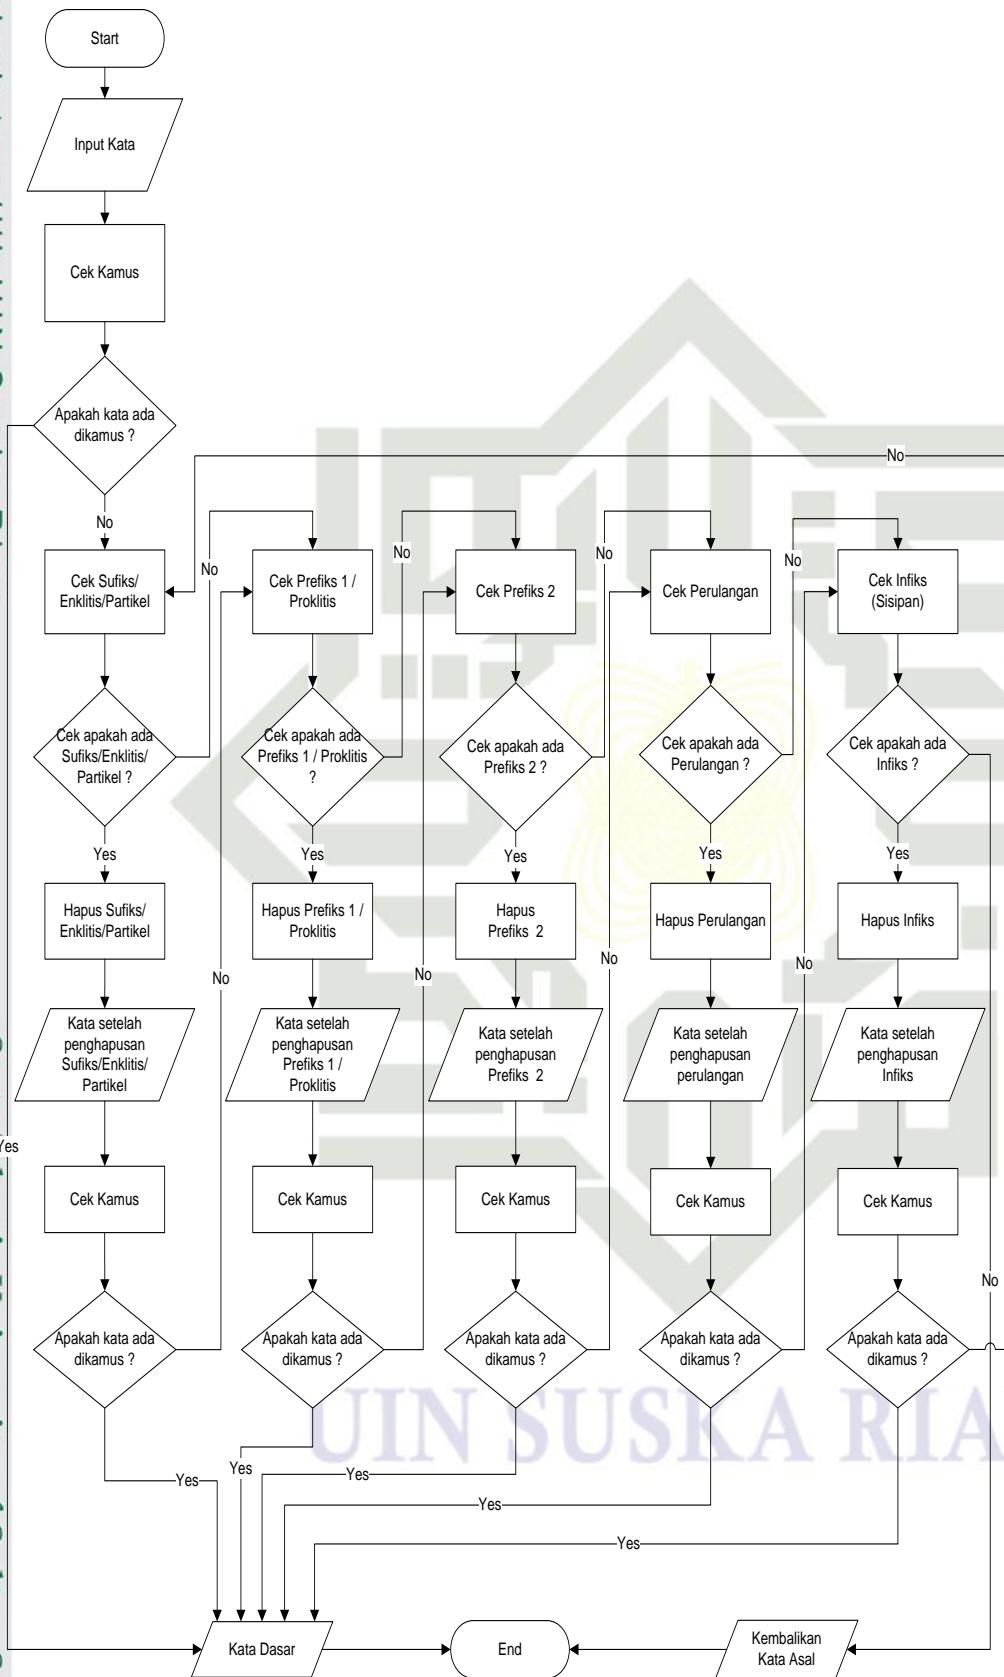 Start
Input Kata
Cek Kamus
Apakah kata ada
dikamus ?
No
No
Cek Sufiks/
Enklitis/Partikel
No
Cek Prefiks 1 /
Proklitis
No
Cek Prefiks 2
No
Cek Perulangan
No
Cek Infiks
(Sisipan)
Cek apakah ada
Sufiks/Enklitis/
Partikel ?
Cek apakah ada
Prefiks 1 / Proklitis
?
Cek apakah ada
Prefiks 2 ?
Cek apakah ada
Perulangan ?
Cek apakah ada
Infiks ?
Yes
Yes
Yes
Yes
Yes
Hapus Sufiks/
Enklitis/Partikel
Hapus Prefiks 1 /
Proklitis
Hapus
Prefiks 2
Hapus Perulangan
Hapus Infiks
No
No
No
No
Kata setelah
penghapusan
Sufiks/Enklitis/
Partikel
Kata setelah
penghapusan
Prefiks 1 /
Proklitis
Kata setelah
penghapusan
Prefiks 2
Kata setelah
penghapusan
perulangan
Kata setelah
penghapusan
Infiks
Yes
Cek Kamus
Cek Kamus
Cek Kamus
Cek Kamus
Cek Kamus
No
Apakah kata ada
dikamus ?
Apakah kata ada
dikamus ?
Apakah kata ada
dikamus ?
Apakah kata ada
dikamus ?
Apakah kata ada
dikamus ?
UIN SUSKA RIA
Yes
Yes
Yes
Yes
Yes
Kata Dasar
End
Kembalikan
Kata Asal